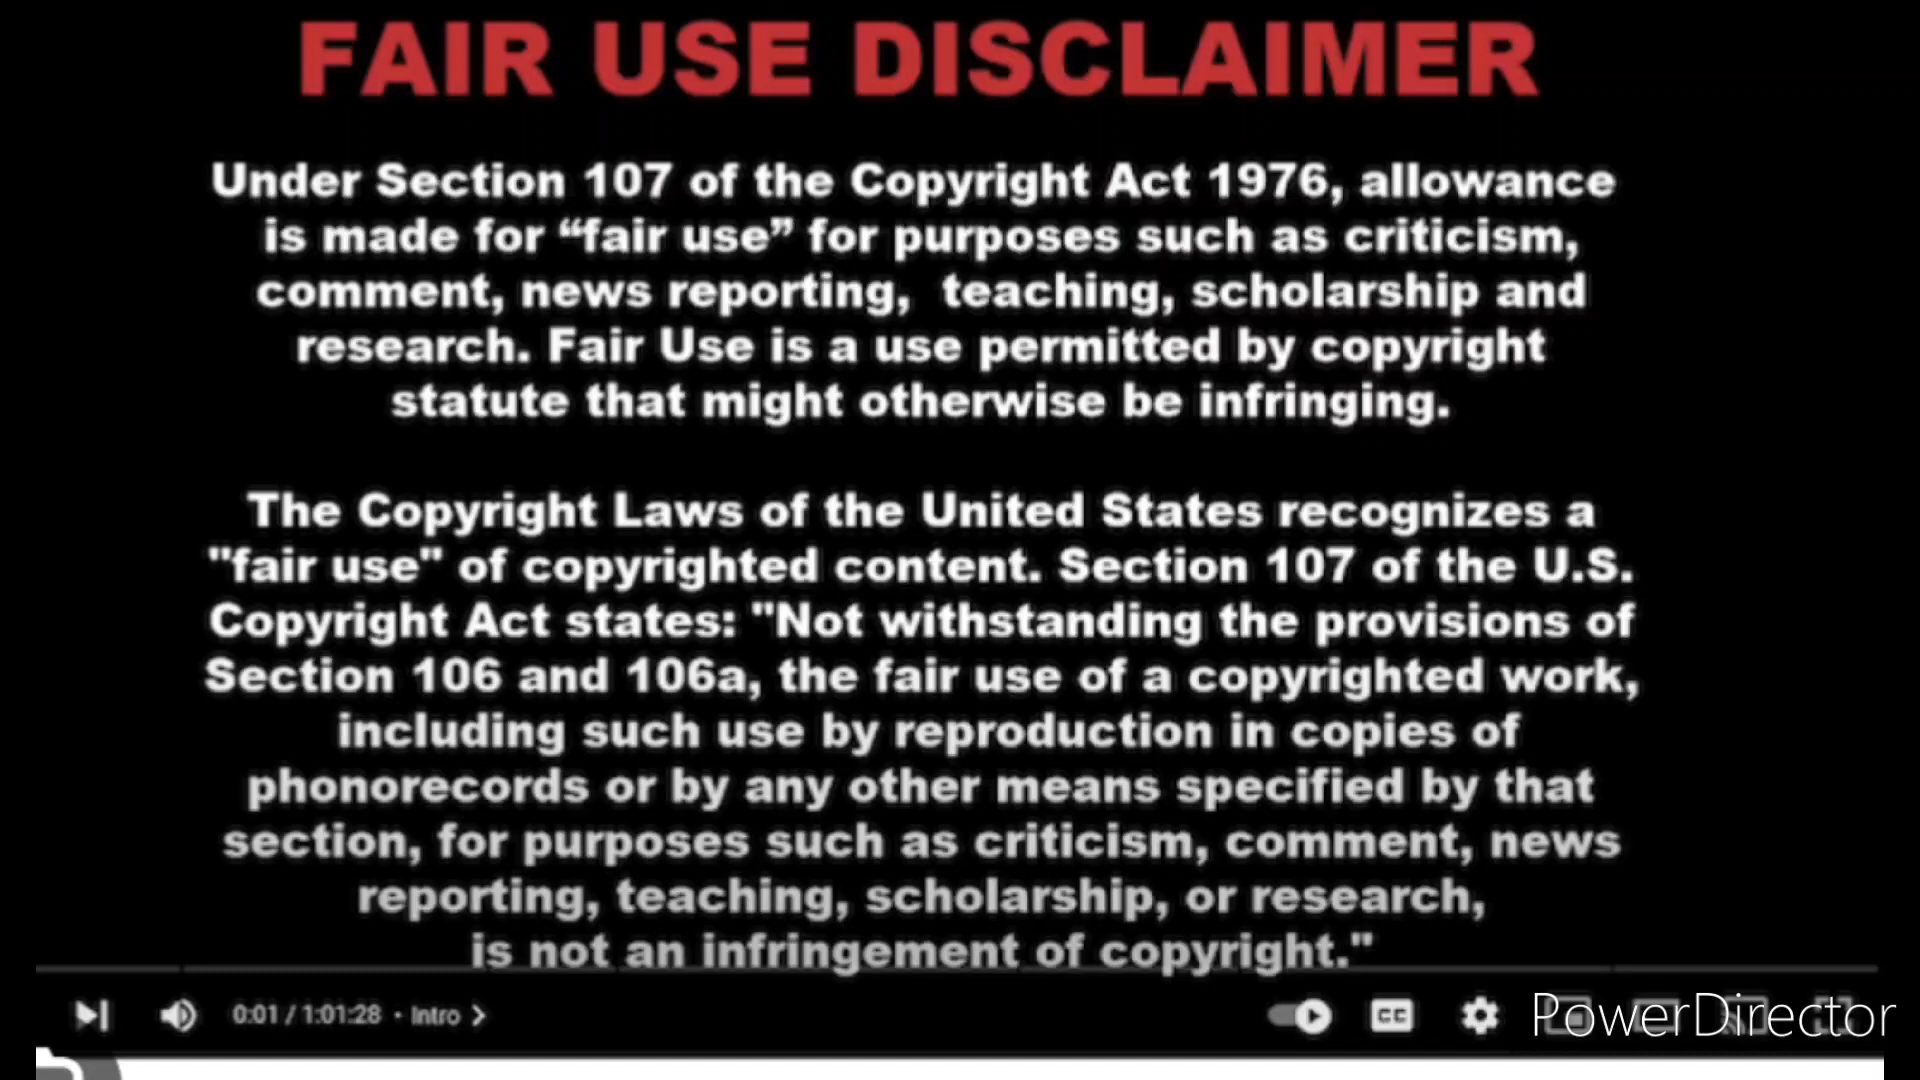 FAIR USE DISCLAIMER
Under Section 107 of the Copyright Act 1976, allowance
is made for “fair use” for purposes such as criticism,
comment, news reporting,  teaching, scholarship and
research. Fair Use is a use permitted by copyright
statute that might otherwise be infringing.
The Copyright Laws of the United States recognizes a
"fair use" of copyrighted content. Section 107 of the U.S.
Copyright Act states: "Not withstanding the provisions of
Section 106 and 106a, the fair use of a copyrighted work,
including such use by reproduction in copies of
phonorecords or by any other means specified by that
section, for purposes such as criticism, comment, news
reporting, teaching, scholarship, or research,
is not an infringement of copyright."
0:01 / 1:01:28 • Intro
CC
PowerDirector